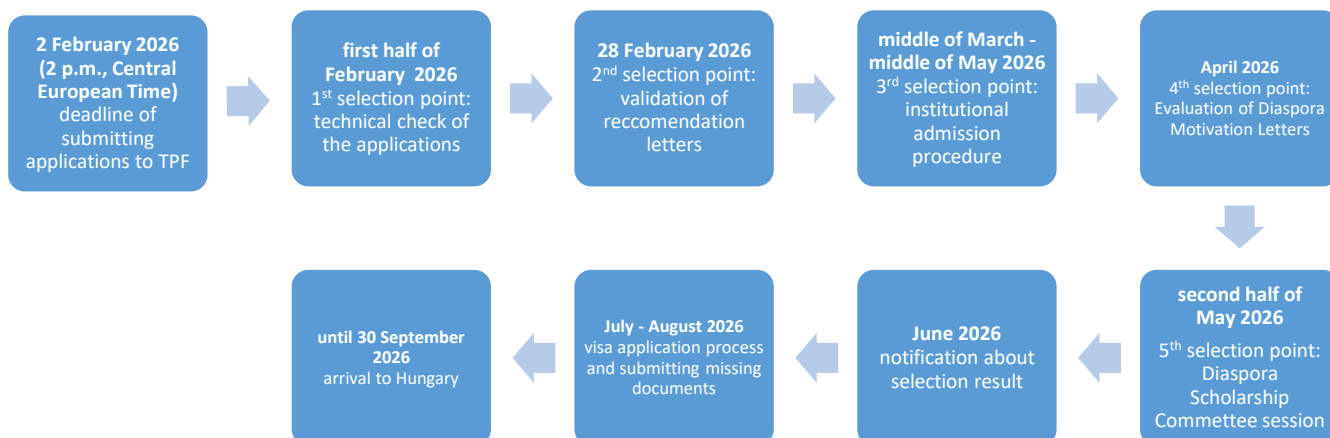 2 February 2026
(2 p.m., Central
European Time)
deadline of
submitting
applications to TPF
first half of
February 2026
1st selection point:
technical check of
the applications
28 February 2026
2nd selection point:
validation of
reccomendation
letters
middle of March -
middle of May 2026
3rd selection point:
institutional
admission
procedure
April 2026
4th selection point:
Evaluation of Diaspora
Motivation Letters
second half of
May 2026
5th selection point:
Diaspora
Scholarship
Committee session
June 2026
notification about
selection result
July - August 2026
visa application process
and submitting missing
documents
until 30 September
2026
arrival to Hungary